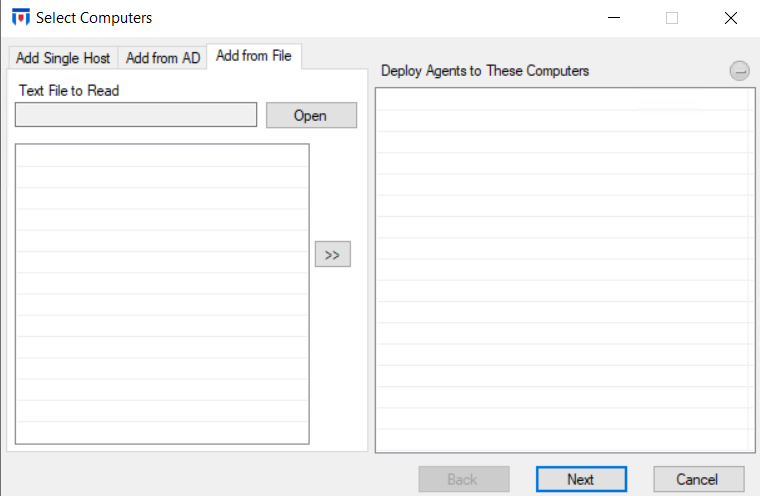 Select Computers
Add Single Host Add from AD Add from File
Text File to Read
Open
>>
Deploy Agents to These Computers
Back Next Cancel